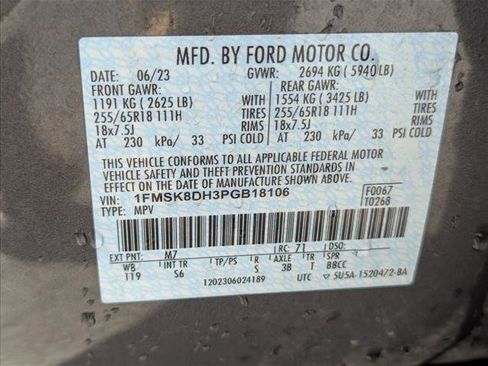 MFD. BY FORD MOTOR CO.
DATE: 06/23 GVWR: 2694 KG ( 5940 LB)
FRONT GAWR: REAR GAWR:
1191 KG ( 2625 LB) 1554 KG ( 3425 LB)
255/65R18 111H TIRES 255/65R18 111H TIRES
18x7.5J RIMS 18x7.5J RIMS
AT 230 kPa/ 33 PSI COLD AT 230 kPa/ 33 PSI COLD
THIS VEHICLE CONFORMS TO ALL APPLICABLE FEDERAL MOTOR
VEHICLE SAFETY AND BUMPER STANDARDS IN EFFECT ON THE DATE OF MANUFACTURE SHOWN ABOVE.
VIN: 1FMSK8DH3PGB18106 F0067
TYPE: MPV T0268
EXT PNT: M7 RC: 71 DSO:
WB INT TR TP/PS R AXLE TR SPR
119 S6 S 3B T BBCC
1202306024189 UTC 5U5A-1520472-BA